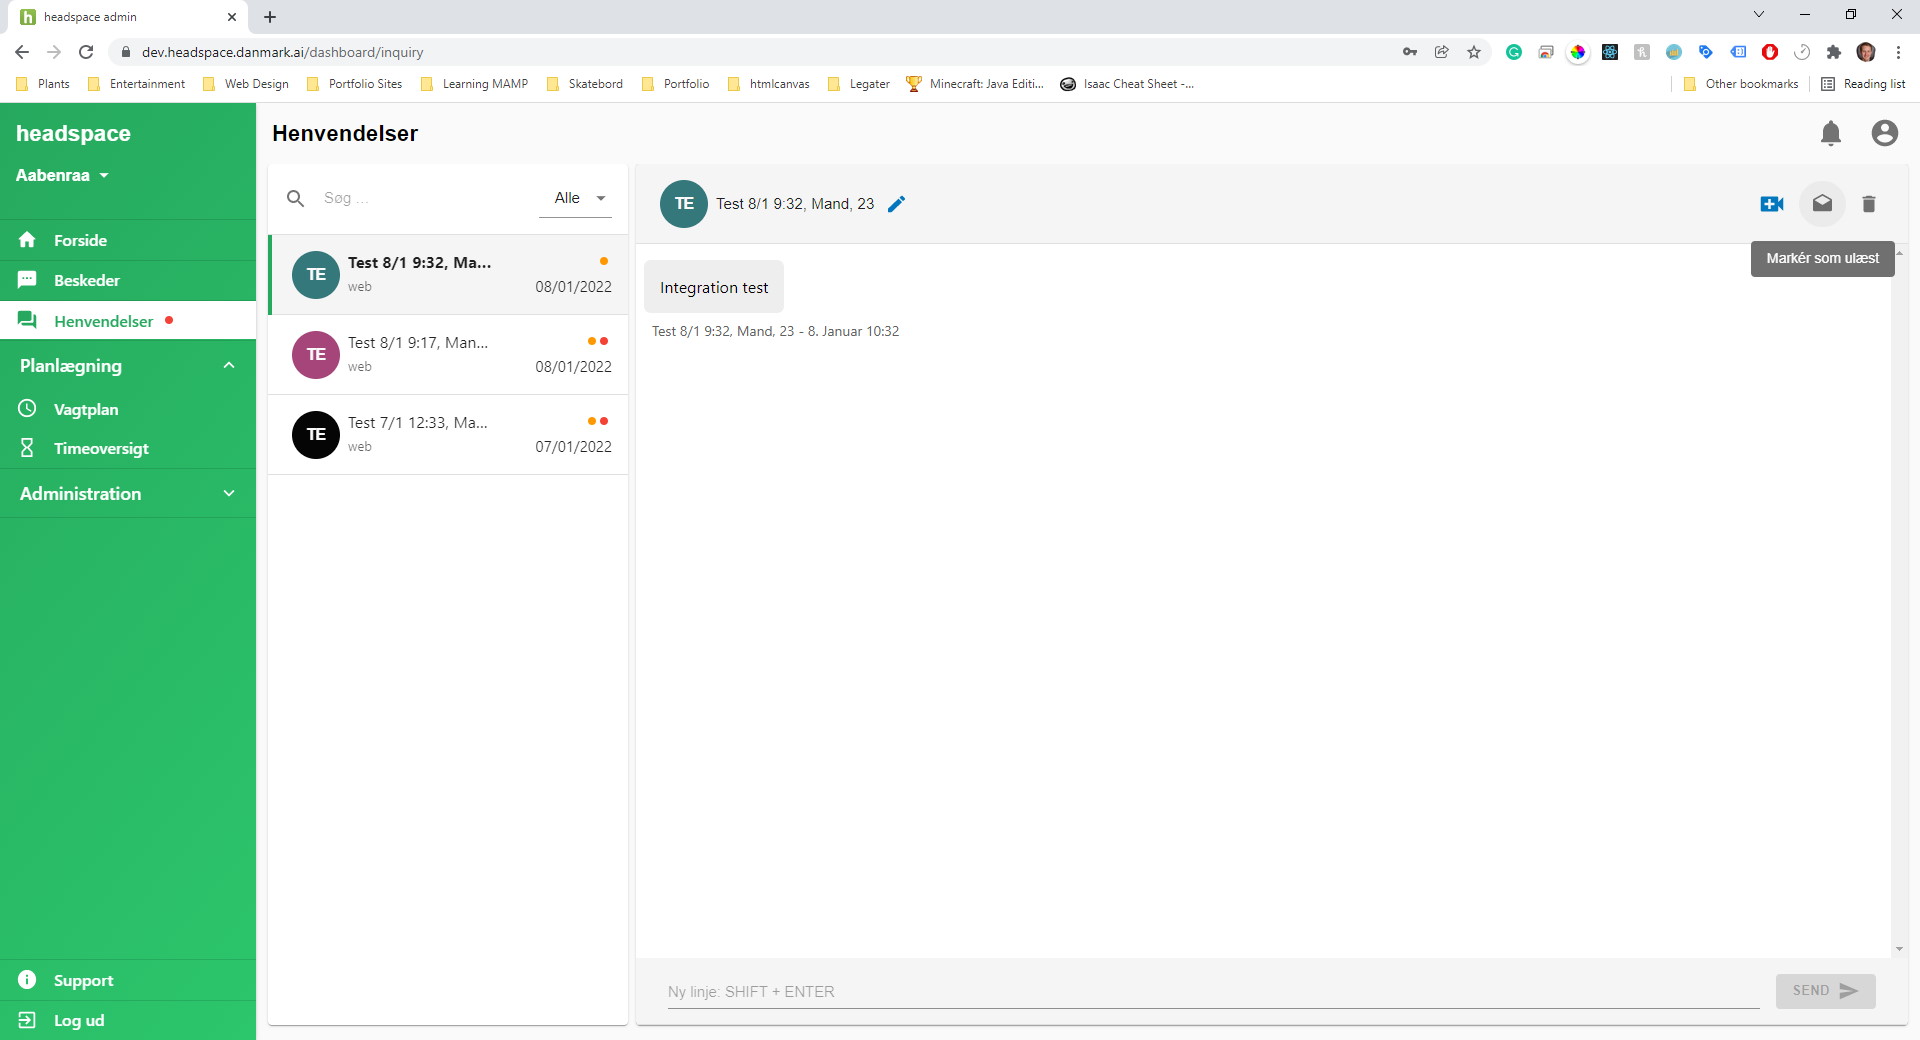 headspace admin
dev.headspace.danmark.ai/dashboard/inquiry
Plants
Entertainment
Web Design
Portfolio Sites
Learning MAMP
Skatebord
Portfolio
htmlcanvas
Legater
Minecraft: Java Editi...
Isaac Cheat Sheet -...
Other bookmarks
Reading list
headspace
Aabenraa
Forside
Beskeder
Henvendelser
Planlægning
Vagtplan
Timeoversigt
Administration
Support
Log ud
Henvendelser
Søg ...
Alle
TE
Test 8/1 9:32, Ma...
web
08/01/2022
TE
Test 8/1 9:17, Man...
web
08/01/2022
TE
Test 7/1 12:33, Ma...
web
07/01/2022
TE
Test 8/1 9:32, Mand, 23
Markér som ulæst
Integration test
Test 8/1 9:32, Mand, 23 - 8. Januar 10:32
Ny linje: SHIFT + ENTER
SEND